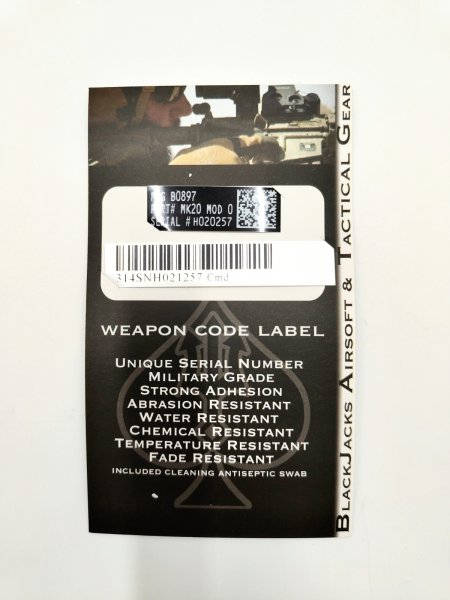 B0897
MK20 MOD 0
SERIAL # H020257
314SNH021257 Cmd
WEAPON CODE LABEL
UNIQUE SERIAL NUMBER
MILITARY GRADE
STRONG ADHESION
ABRASION RESISTANT
WATER RESISTANT
CHEMICAL RESISTANT
TEMPERATURE RESISTANT
FADE RESISTANT
INCLUDED CLEANING ANTISEPTIC SWAB
BLACKJACKS AIRSOFT & TACTICAL GEAR